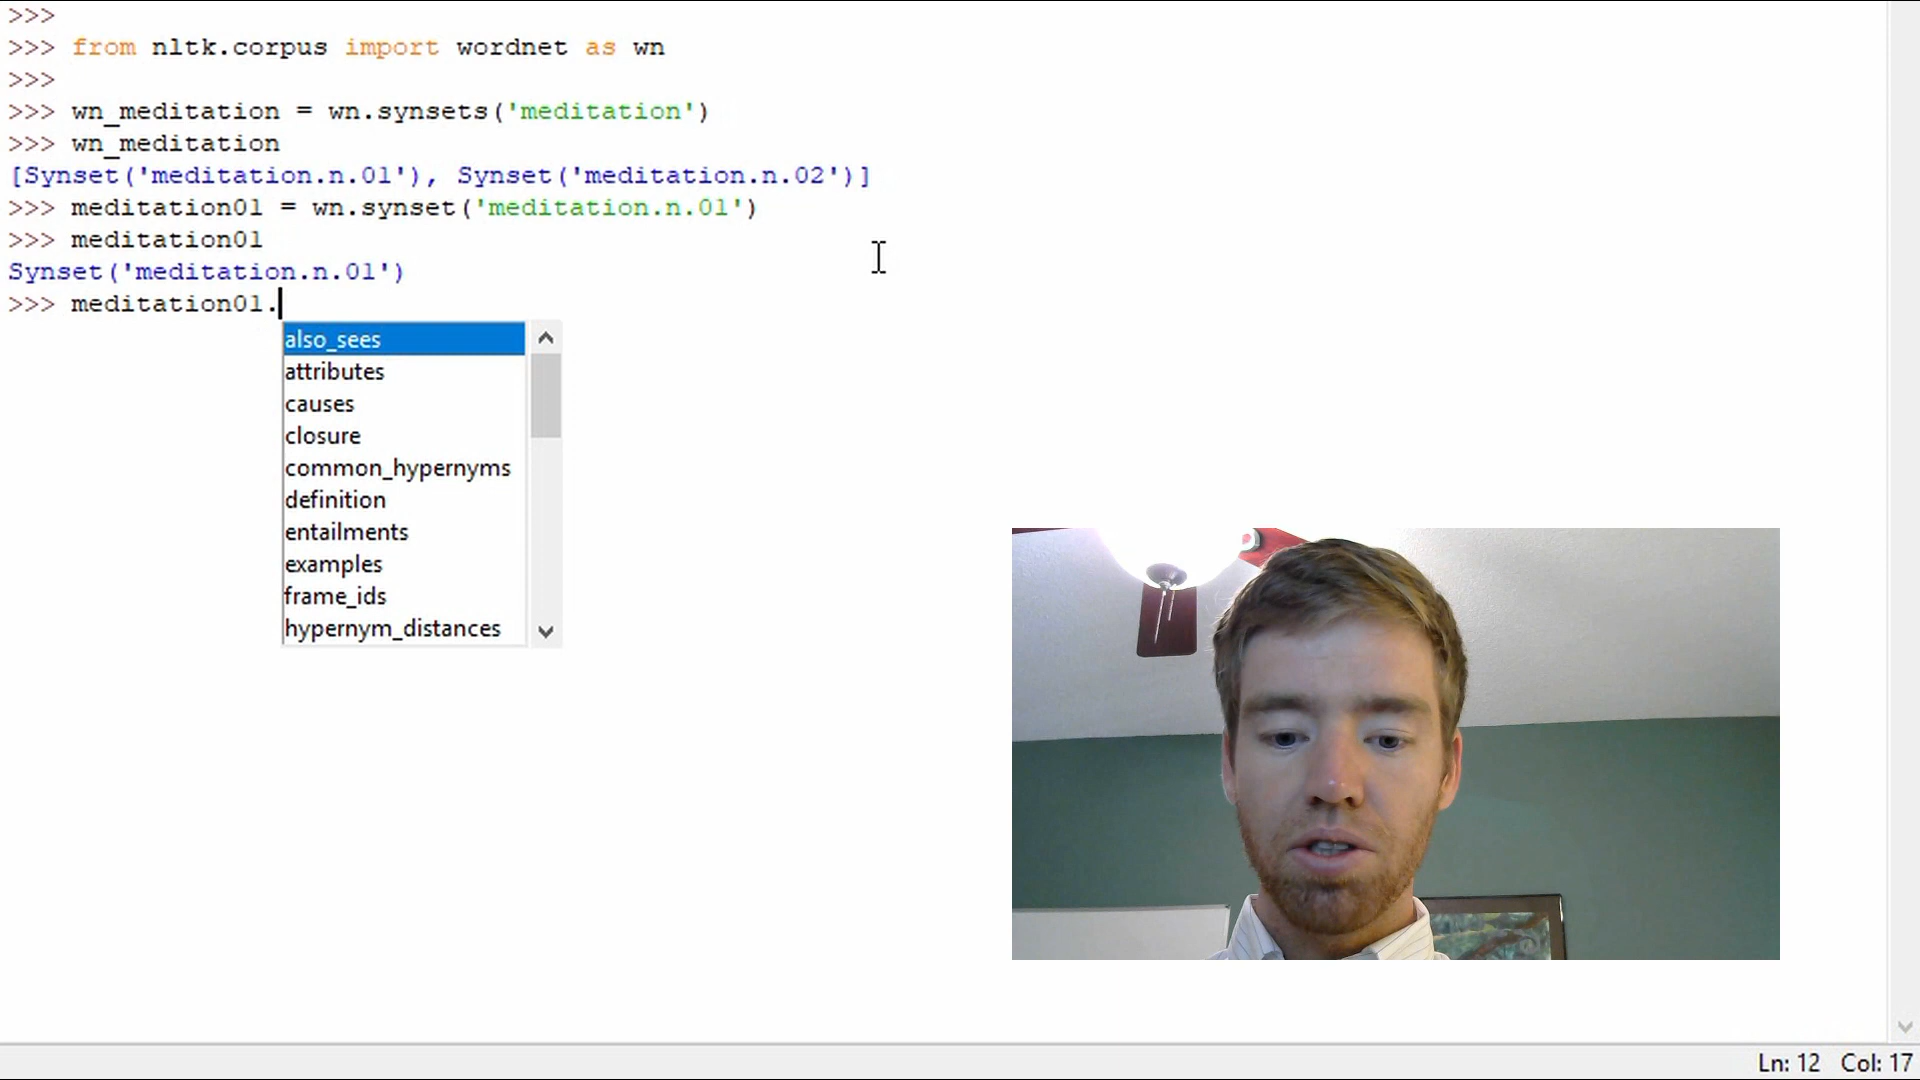 >>>
>>> from nltk.corpus import wordnet as wn
>>>
>>> wn_meditation = wn.synsets('meditation')
>>> wn_meditation
[Synset('meditation.n.01'), Synset('meditation.n.02')]
>>> meditation01 = wn.synset('meditation.n.01')
>>> meditation01
Synset('meditation.n.01')
>>> meditation01.
also_sees
attributes
causes
closure
common_hypernyms
definition
entailments
examples
frame_ids
hypernym_distances
Ln: 12 Col: 17